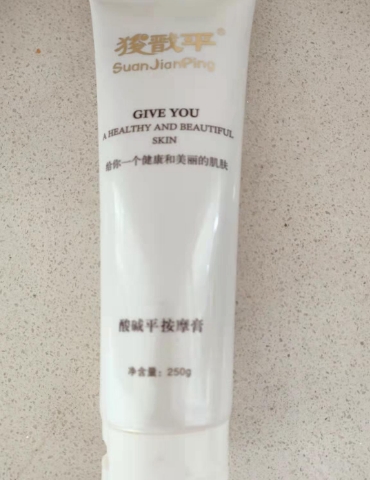 狻戬平®
SuanJianPing
GIVE YOU
A HEALTHY AND BEAUTIFUL
SKIN
给你一个健康和美丽的肌肤
酸碱平按摩膏
净含量：250g